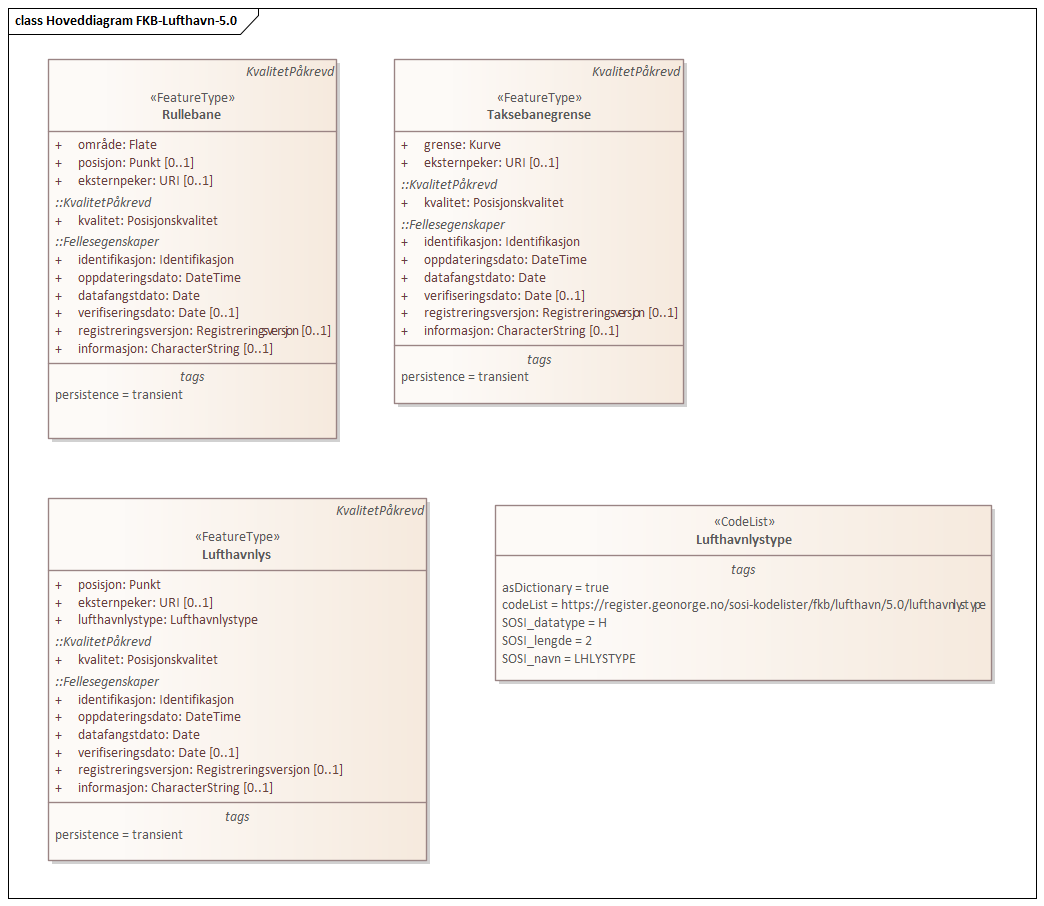 class Hoveddiagram FKB-Lufthavn-5.0
KvalitetPåkrevd
«FeatureType»
Rullebane
+ område: Flate
+ posisjon: Punkt [0..1]
+ eksternpeker: URI [0..1]
::KvalitetPåkrevd
+ kvalitet: Posisjonskvalitet
::Fellesegenskaper
+ identifikasjon: Identifikasjon
+ oppdateringsdato: DateTime
+ datafangstdato: Date
+ verifiseringsdato: Date [0..1]
+ registreringsversjon: Registreringsversjon [0..1]
+ informasjon: CharacterString [0..1]
tags
persistence = transient
KvalitetPåkrevd
«FeatureType»
Taksebanegrense
+ grense: Kurve
+ eksternpeker: URI [0..1]
::KvalitetPåkrevd
+ kvalitet: Posisjonskvalitet
::Fellesegenskaper
+ identifikasjon: Identifikasjon
+ oppdateringsdato: DateTime
+ datafangstdato: Date
+ verifiseringsdato: Date [0..1]
+ registreringsversjon: Registreringsversjon [0..1]
+ informasjon: CharacterString [0..1]
tags
persistence = transient
KvalitetPåkrevd
«FeatureType»
Lufthavnlys
+ posisjon: Punkt
+ eksternpeker: URI [0..1]
+ lufthavnlystype: Lufthavnlystype
::KvalitetPåkrevd
+ kvalitet: Posisjonskvalitet
::Fellesegenskaper
+ identifikasjon: Identifikasjon
+ oppdateringsdato: DateTime
+ datafangstdato: Date
+ verifiseringsdato: Date [0..1]
+ registreringsversjon: Registreringsversjon [0..1]
+ informasjon: CharacterString [0..1]
tags
persistence = transient
«CodeList»
Lufthavnlystype
tags
asDictionary = true
codeList = https://register.geonorge.no/sosi-kodelister/fkb/lufthavn/5.0/lufthavnlystype
SOSI_datatype = H
SOSI_lengde = 2
SOSI_navn = LHLYSTYPE